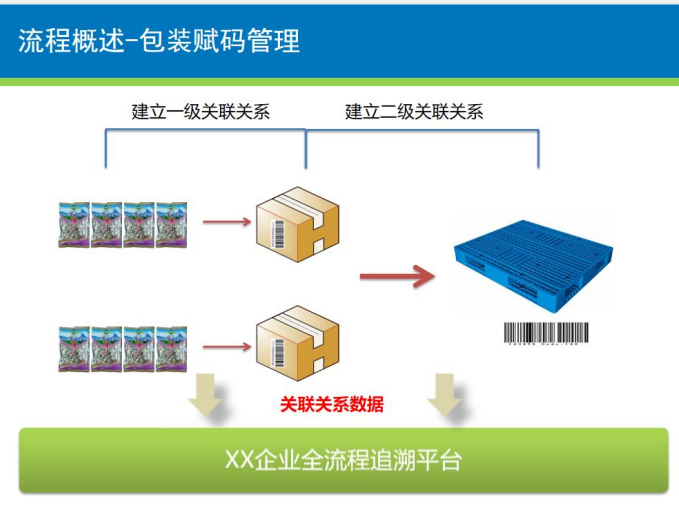 流程概述-包装赋码管理
建立一级关联关系
建立二级关联关系
关联关系数据
XX企业全流程追溯平台